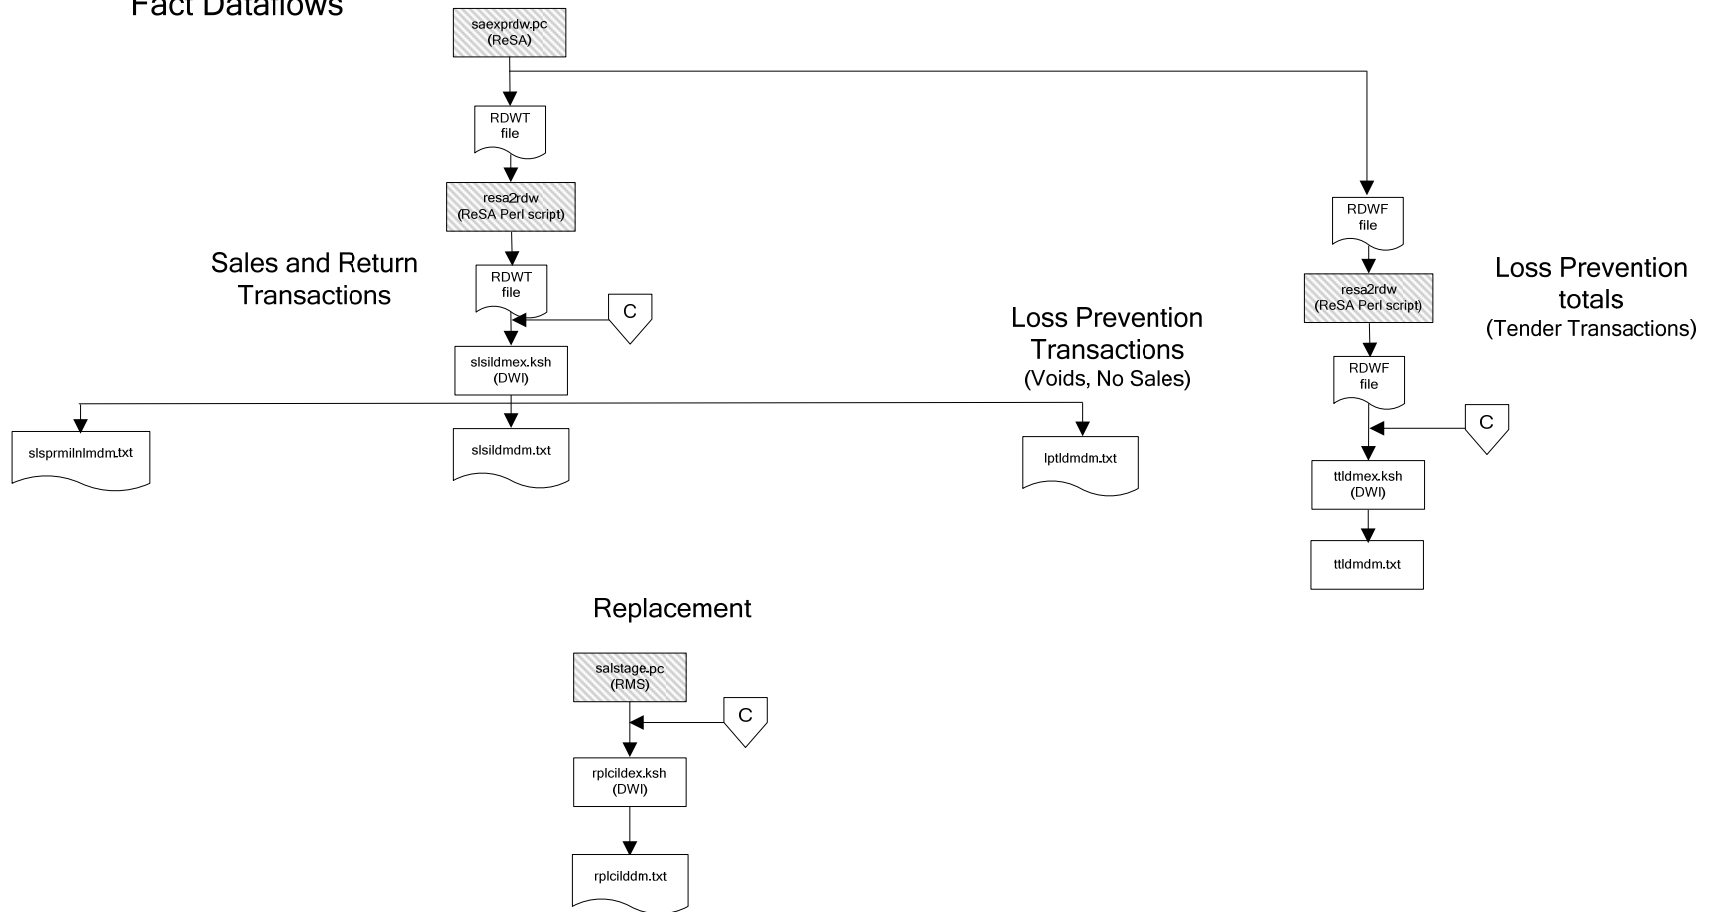 Fact Dataflows
saexprdw.pc
(ReSA)
RDWT
file
resa2rdw
(ReSA Perl script)
Sales and Return
Transactions
RDWT
file
C
slsildmex.ksh
(DWI)
slsprmilnlmdm.txt
slsildmdm.txt
Loss Prevention
Transactions
(Voids, No Sales)
lptldmdm.txt
RDWF
file
resa2rdw
(ReSA Perl script)
Loss Prevention
totals
(Tender Transactions)
RDWF
file
C
ttldmex.ksh
(DWI)
ttldmdm.txt
Replacement
salstage.pc
(RMS)
C
rplcildex.ksh
(DWI)
rplcilddm.txt